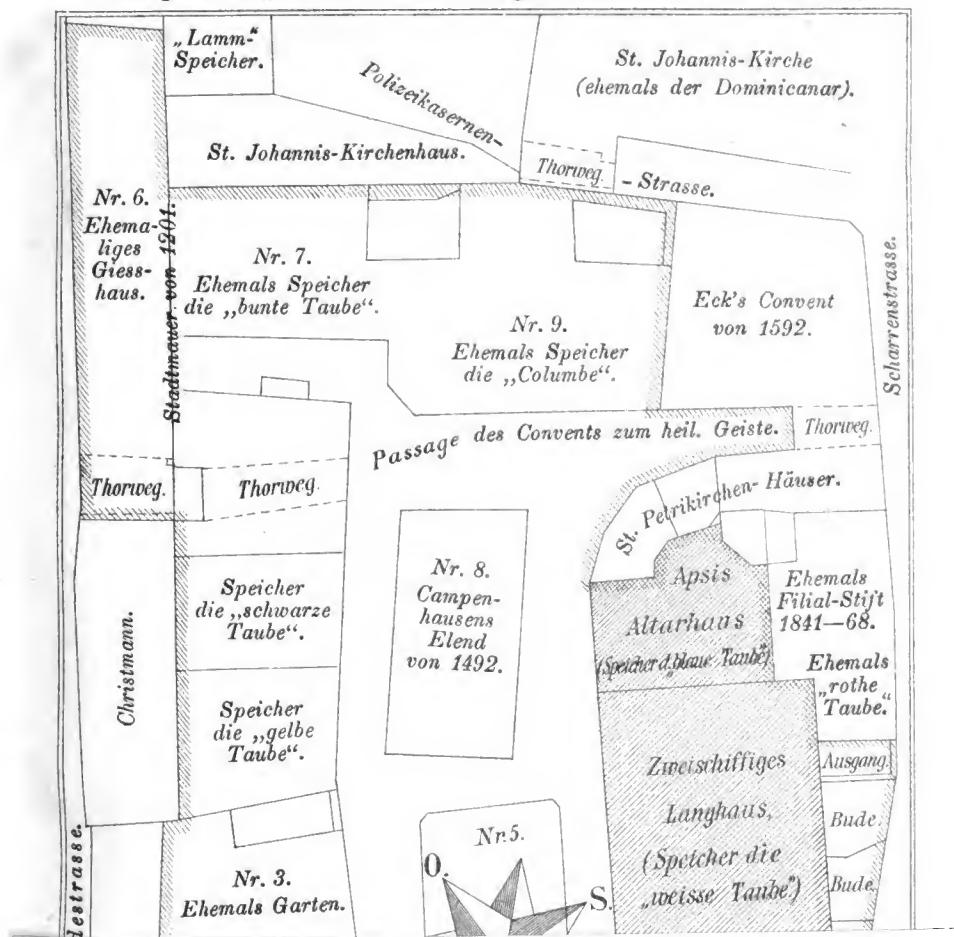 „Lamm-“
Speicher.
Polizeikasernen-
St. Johannis-Kirche
(ehemals der Dominicanar).
St. Johannis-Kirchenhaus.
Thorweg.
- Strasse.
Nr. 6.
Ehema-
liges
Giess-
haus.
Stadtmauer von 1201.
Nr. 7.
Ehemals Speicher
die „bunte Taube“.
Nr. 9.
Ehemals Speicher
die „Columbe“.
Eck's Convent
von 1592.
Scharrenstrasse.
Passage des Convents zum heil. Geiste.
Thorweg.
Thorweg.
Thorweg.
St. Petrikirchen-Häuser.
Christmann.
Speicher
die „schwarze
Taube“.
Nr. 8.
Campen-
hausens
Elend
von 1492.
Apsis
Altarhaus
(Speicher d. „blaue Taube“)
Ehemals
Filial-Stift
1841—68.
Ehemals
„rothe
Taube.“
Speicher
die „gelbe
Taube“.
Zweischiffiges
Langhaus,
(Speicher die
„weisse Taube“)
Ausgang.
Bude.
Bude.
Nr. 5.
O.
S.
Nr. 3.
Ehemals Garten.
destrasse.